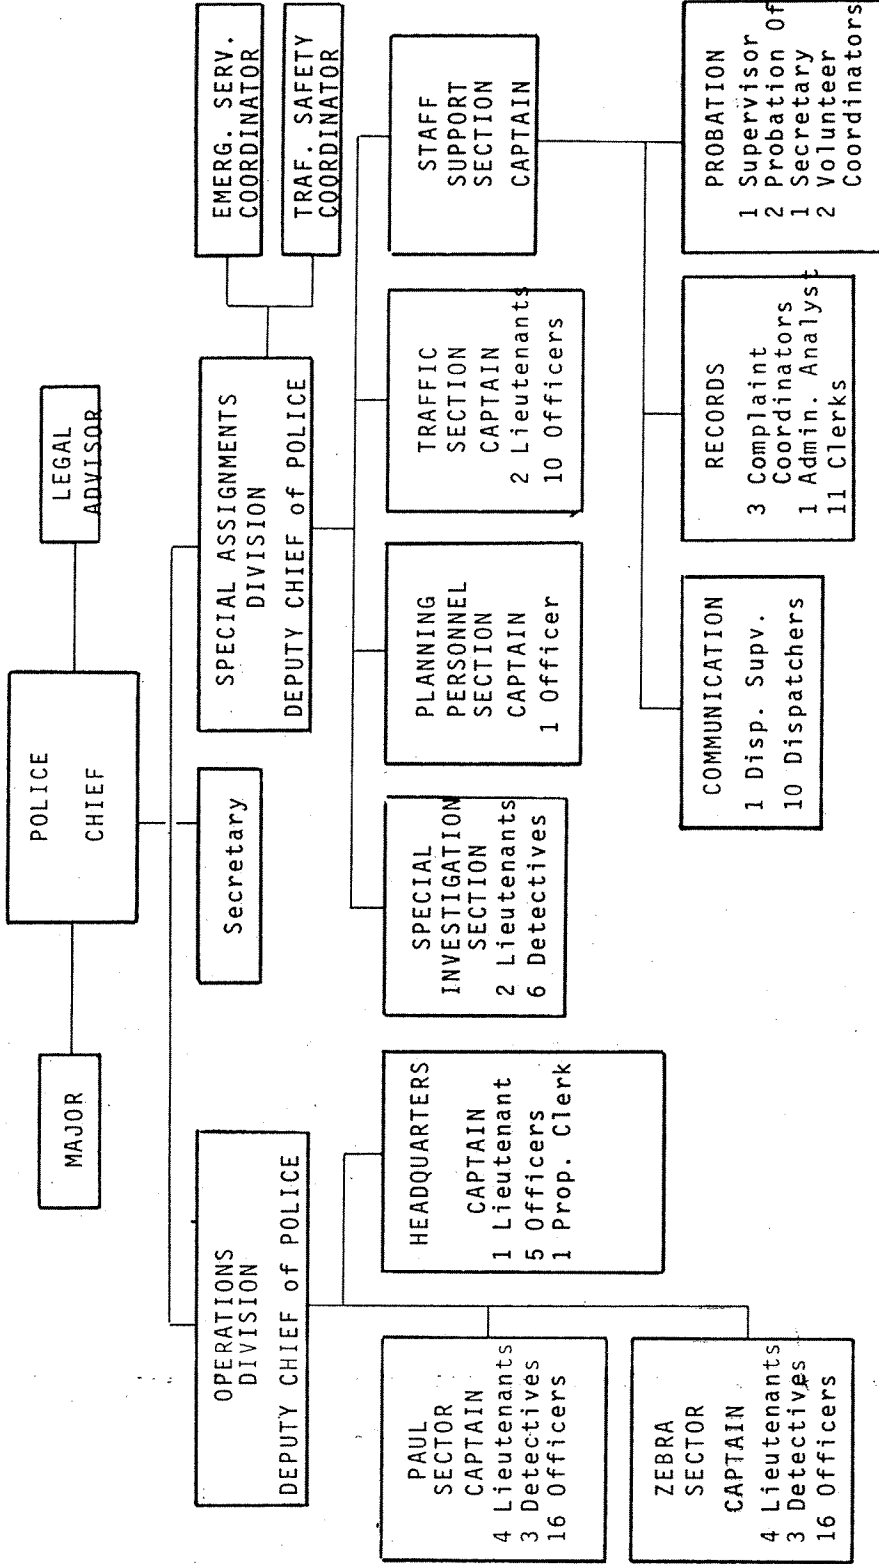 POLICE
CHIEF
MAJOR
LEGAL
ADVISOR
Secretary
OPERATIONS
DIVISION
DEPUTY CHIEF of POLICE
SPECIAL ASSIGNMENTS
DIVISION
DEPUTY CHIEF of POLICE
EMERG. SERV.
COORDINATOR
TRAF. SAFETY
COORDINATOR
PAUL
SECTOR
CAPTAIN
4 Lieutenants
3 Detectives
16 Officers
ZEBRA
SECTOR
CAPTAIN
4 Lieutenants
3 Detectives
16 Officers
HEADQUARTERS
CAPTAIN
1 Lieutenant
5 Officers
1 Prop. Clerk
SPECIAL
INVESTIGATION
SECTION
2 Lieutenants
6 Detectives
PLANNING
PERSONNEL
SECTION
CAPTAIN
1 Officer
TRAFFIC
SECTION
CAPTAIN
2 Lieutenants
10 Officers
STAFF
SUPPORT
SECTION
CAPTAIN
COMMUNICATION
1 Disp. Supv.
10 Dispatchers
RECORDS
3 Complaint
Coordinators
1 Admin. Analyst
11 Clerks
PROBATION
1 Supervisor
2 Probation Of
1 Secretary
2 Volunteer
Coordinators